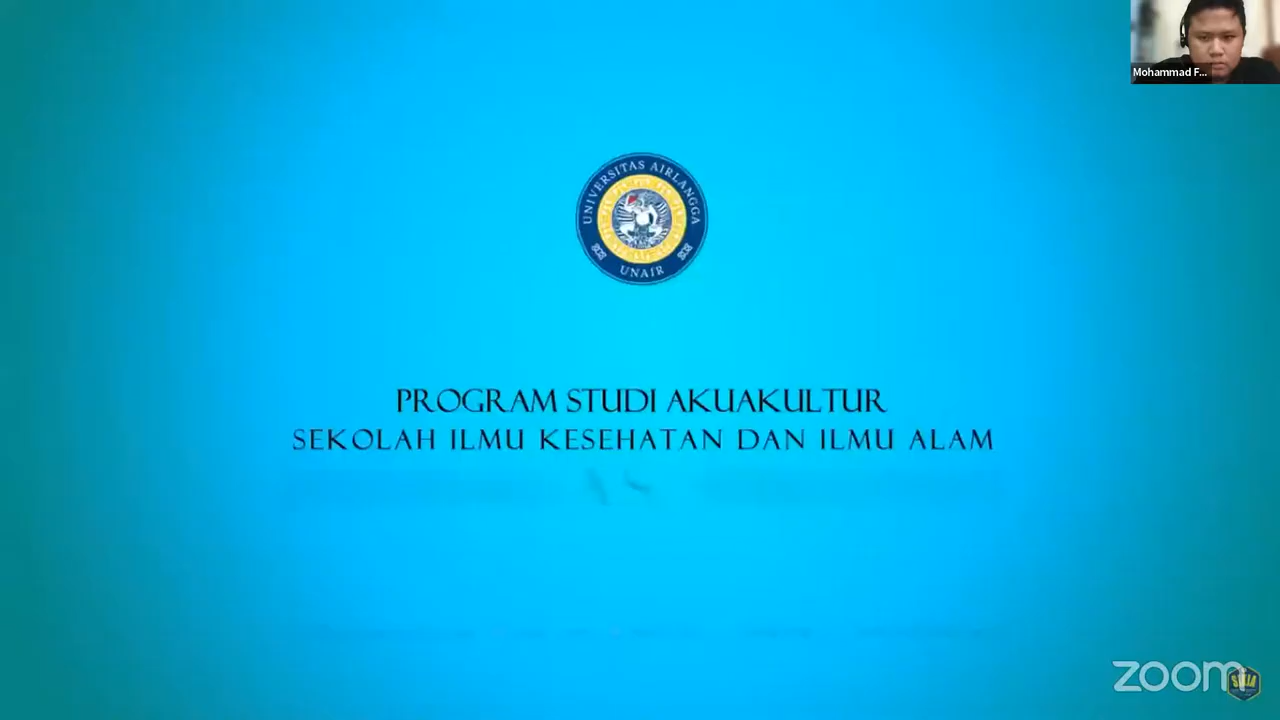 Mohammad F...
UNIVERSITAS AIRLANGGA
UNAIR
PROGRAM STUDI AKUAKULTUR
SEKOLAH ILMU KESEHATAN DAN ILMU ALAM
zoom